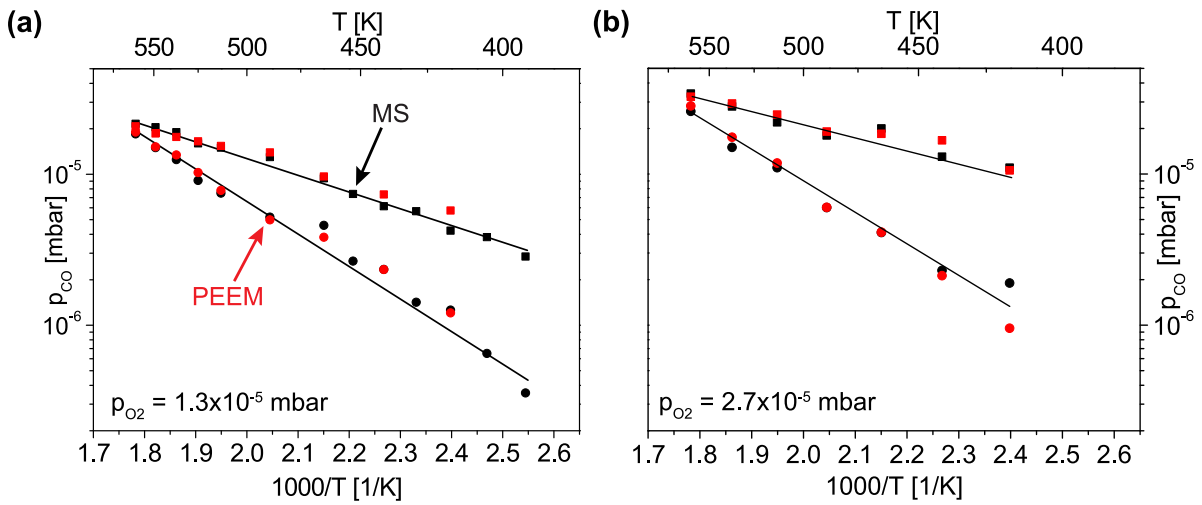 (a)
T [K]
550 500 450 400
10⁻⁵
10⁻⁶
p_CO [mbar]
MS
PEEM
p_O2 = 1.3x10⁻⁵ mbar
1.7 1.8 1.9 2.0 2.1 2.2 2.3 2.4 2.5 2.6
1000/T [1/K]
(b)
T [K]
550 500 450 400
10⁻⁵
10⁻⁶
p_CO [mbar]
p_O2 = 2.7x10⁻⁵ mbar
1.7 1.8 1.9 2.0 2.1 2.2 2.3 2.4 2.5 2.6
1000/T [1/K]